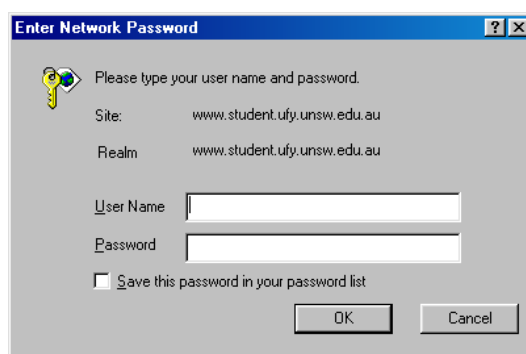 Enter Network Password
Please type your user name and password.
Site: www.student.ufy.unsw.edu.au
Realm www.student.ufy.unsw.edu.au
User Name
Password
Save this password in your password list
OK Cancel